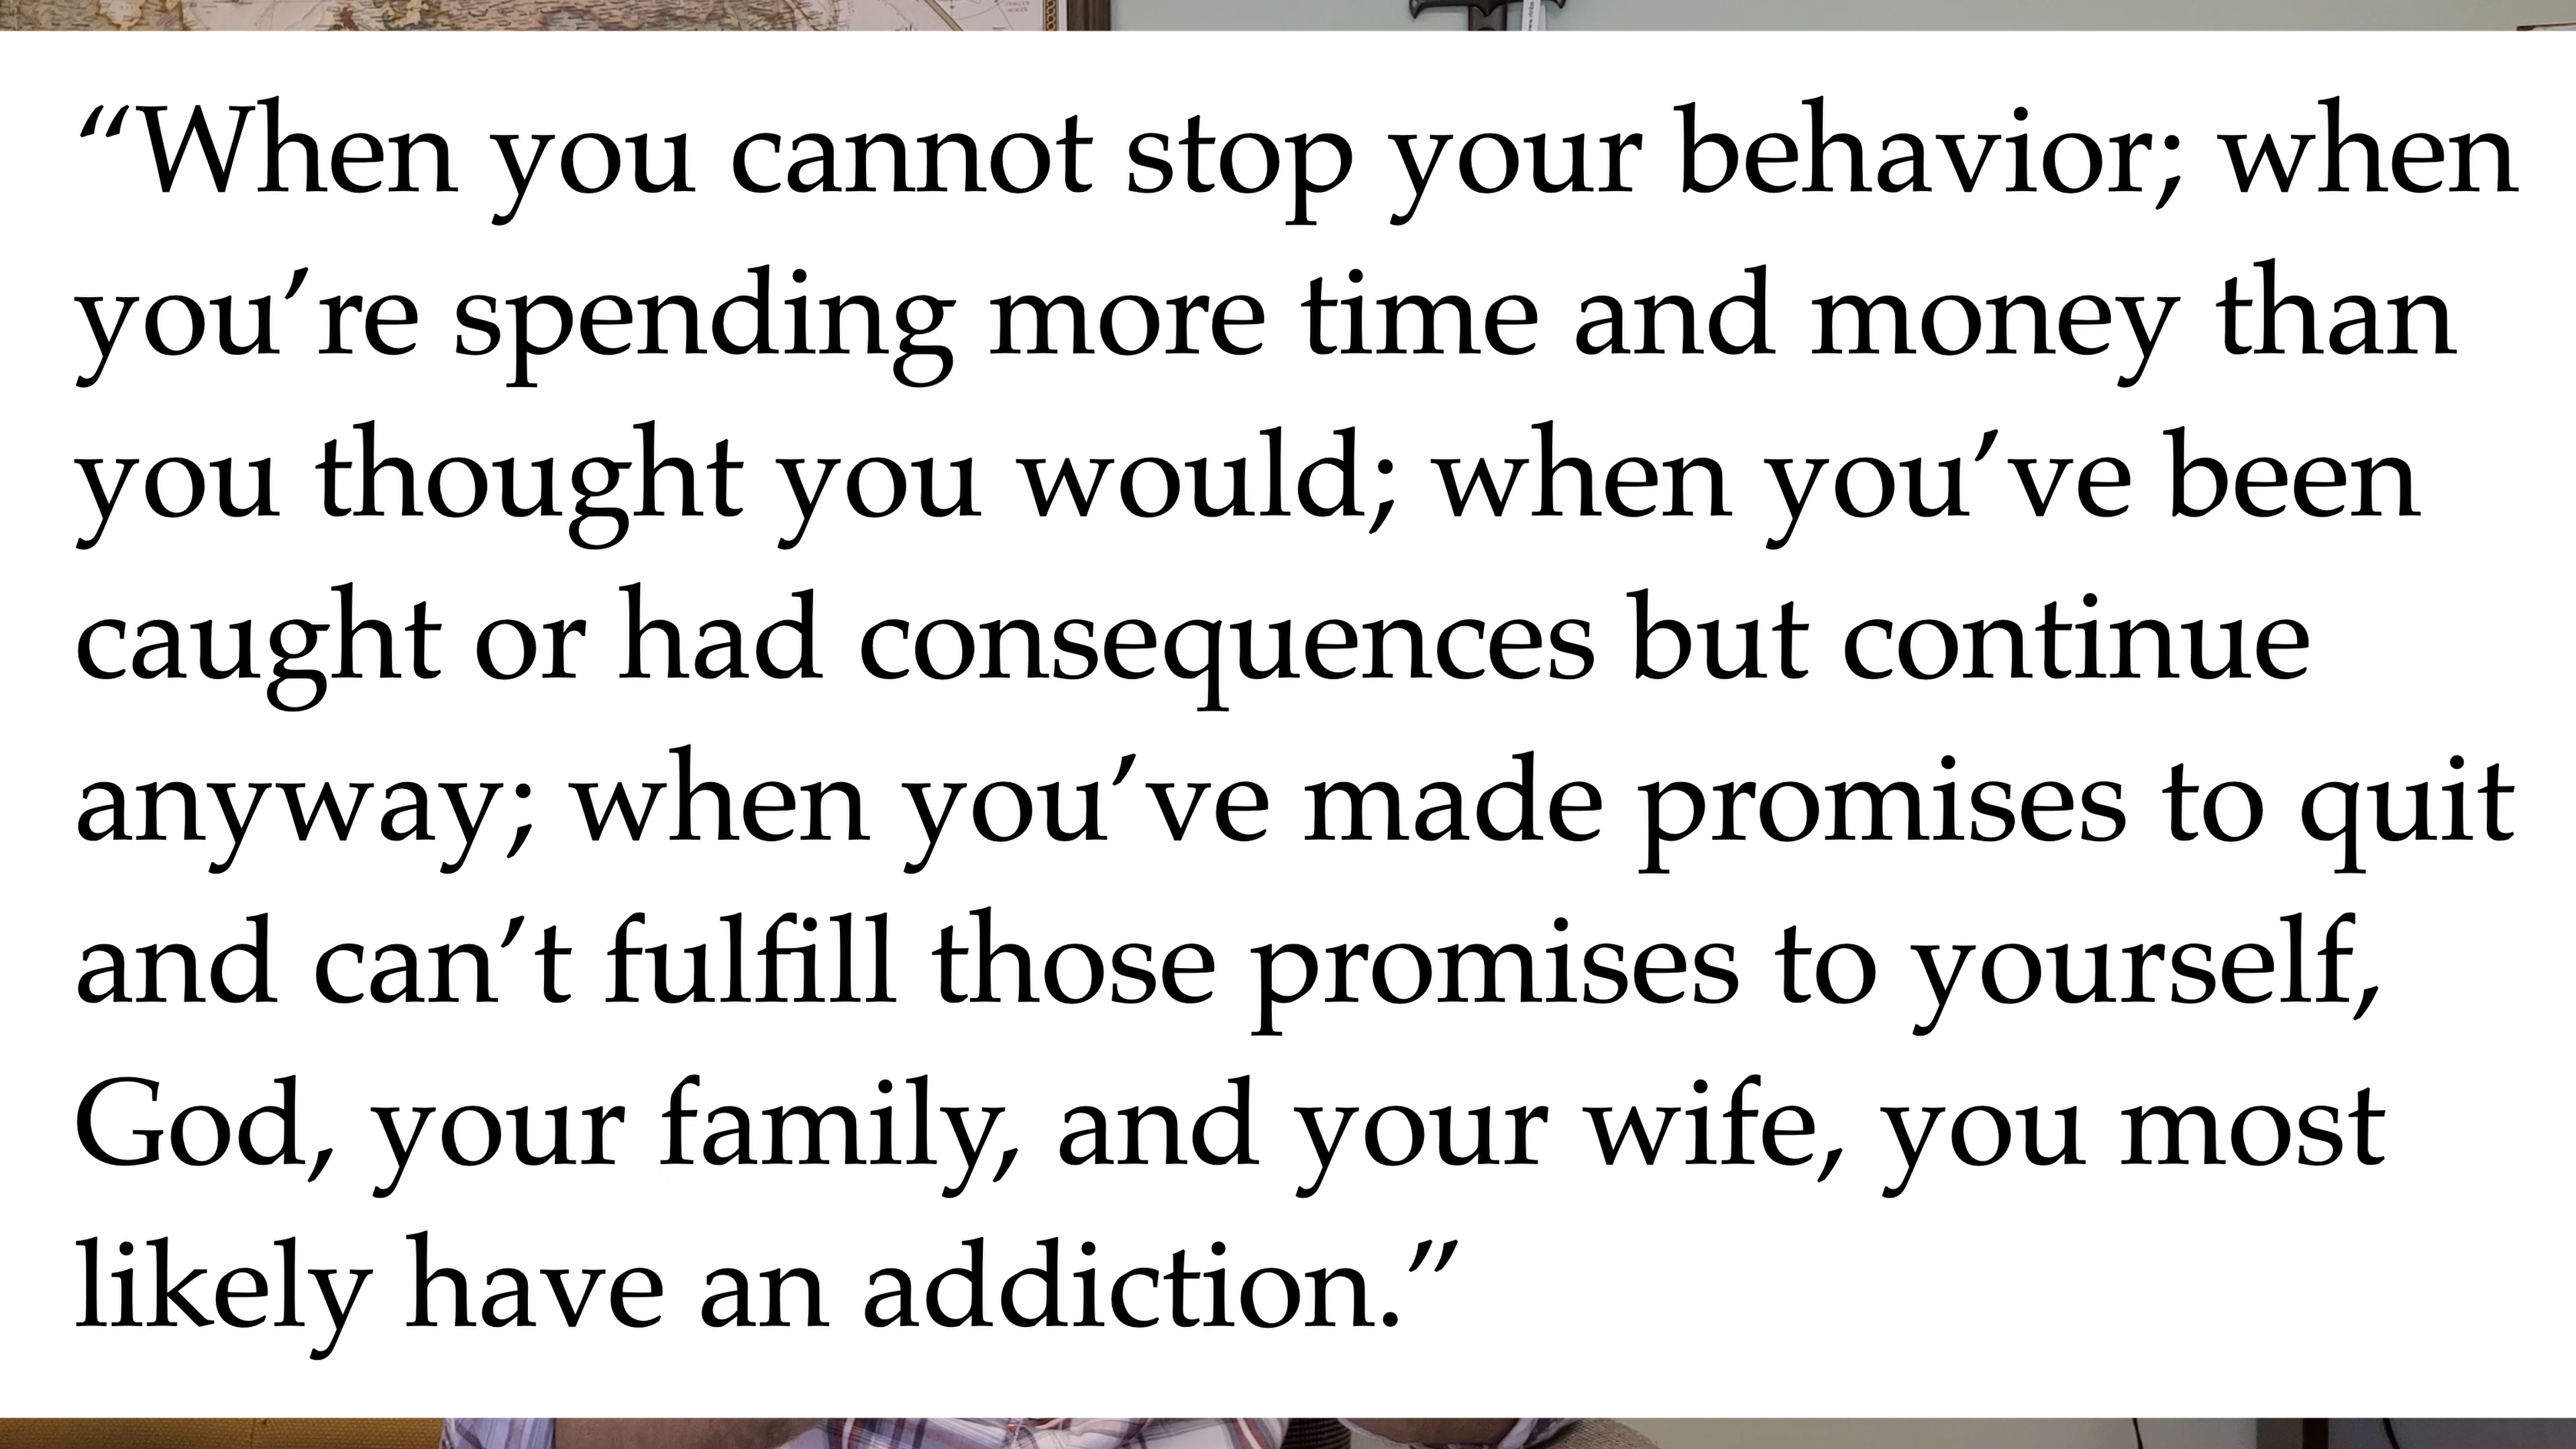 “When you cannot stop your behavior; when
you’re spending more time and money than
you thought you would; when you’ve been
caught or had consequences but continue
anyway; when you’ve made promises to quit
and can’t fulfill those promises to yourself,
God, your family, and your wife, you most
likely have an addiction.”